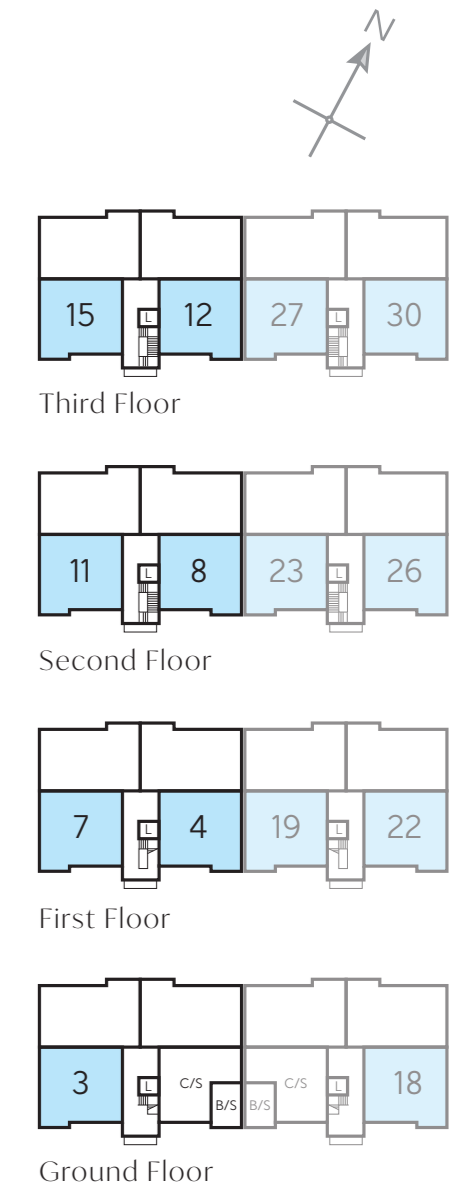 N
15 L 12 27 L 30
Third Floor
11 L 8 23 L 26
Second Floor
7 L 4 19 L 22
First Floor
3 L C/S B/S B/S C/S L 18
Ground Floor